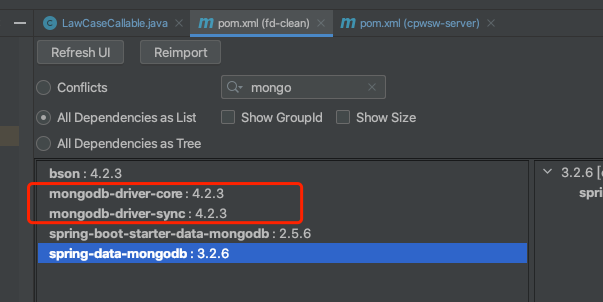 LawCaseCallable.java
pom.xml (fd-clean)
pom.xml (cpwsw-server)
Refresh UI
Reimport
Conflicts
mongo
All Dependencies as List
Show GroupId
Show Size
All Dependencies as Tree
bson : 4.2.3
mongodb-driver-core : 4.2.3
mongodb-driver-sync : 4.2.3
spring-boot-starter-data-mongodb : 2.5.6
spring-data-mongodb : 3.2.6
3.2.6 [
spri